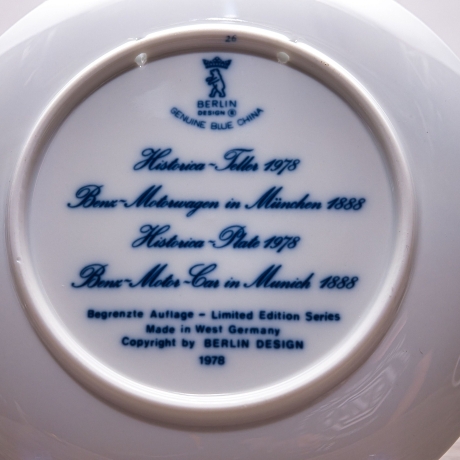 26
BERLIN
DESIGN ®
GENUINE BLUE CHINA
Historica-Teller 1978
Benz-Motorwagen in München 1888
Historica-Plate 1978
Benz-Motor-Car in Munich 1888
Begrenzte Auflage - Limited Edition Series
Made in West Germany
Copyright by BERLIN DESIGN
1978